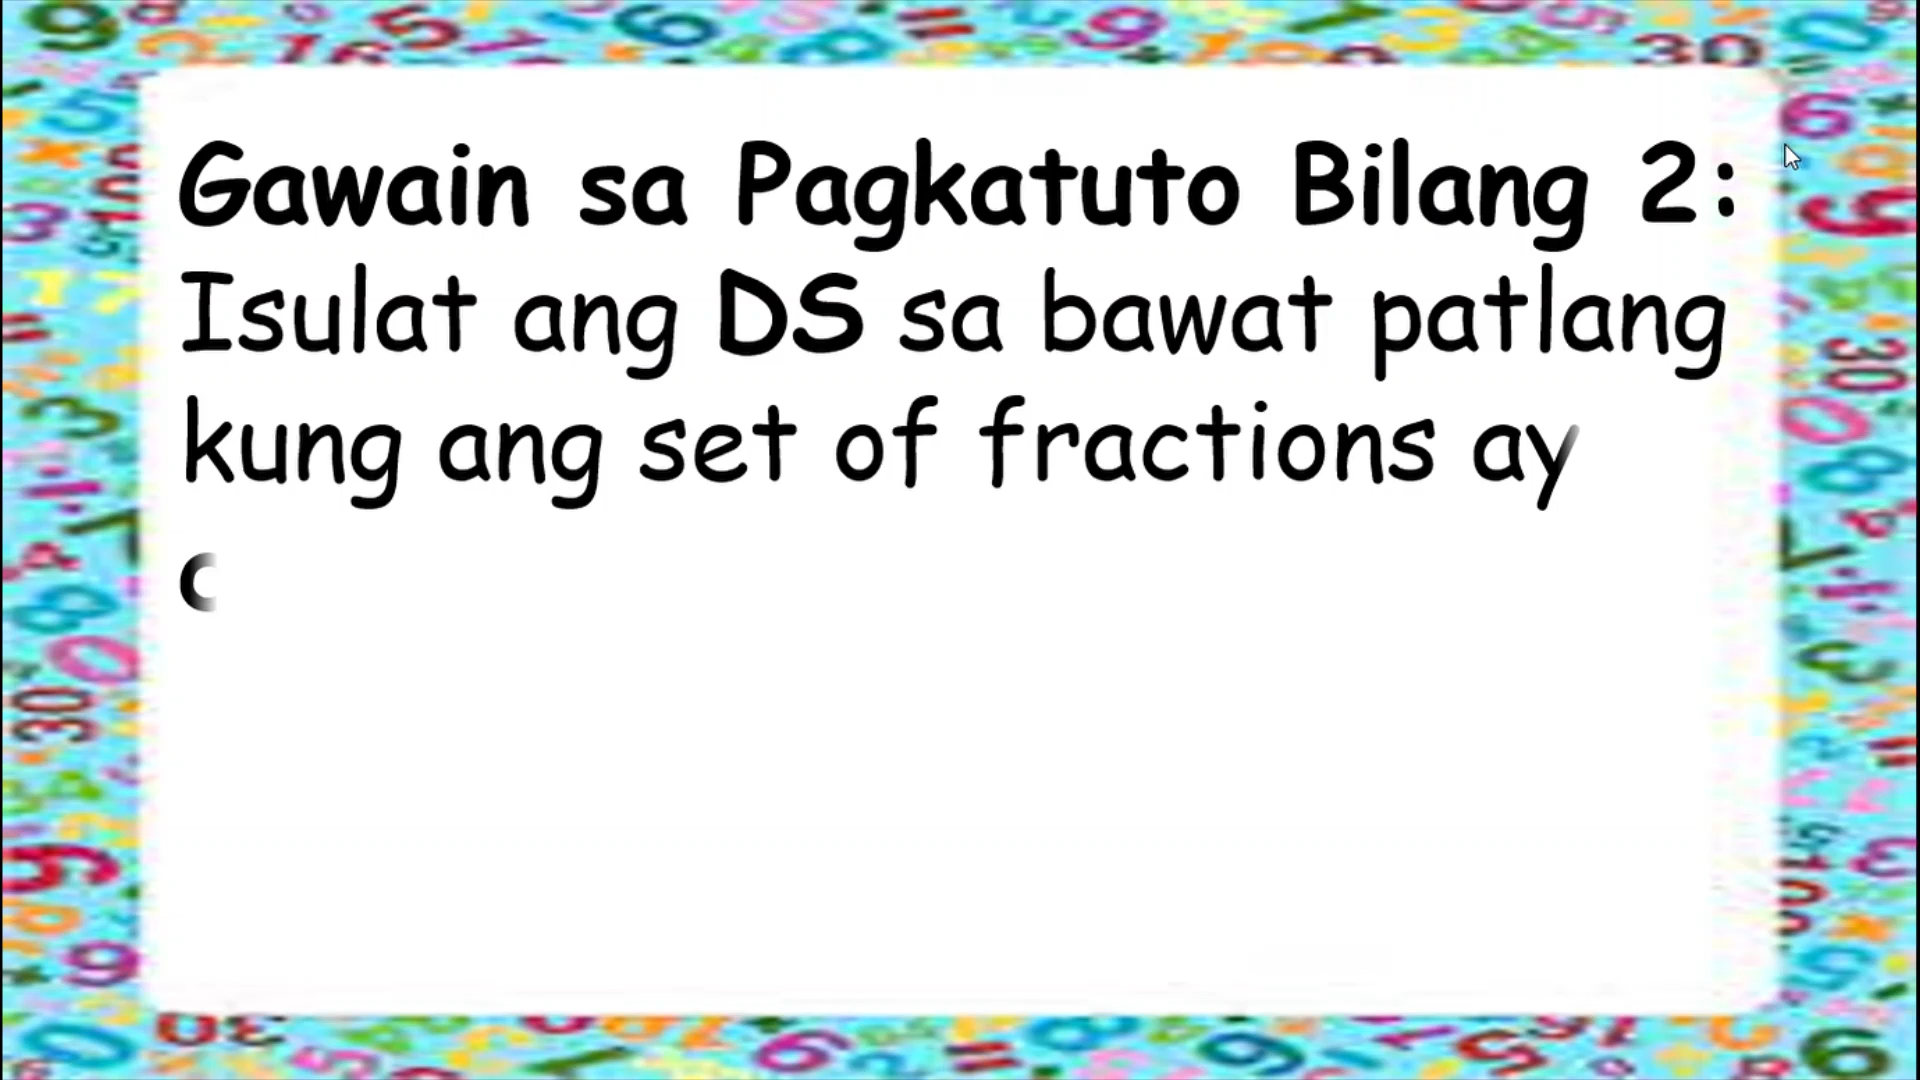 Gawain sa Pagkatuto Bilang 2:
Isulat ang DS sa bawat patlang
kung ang set of fractions ay